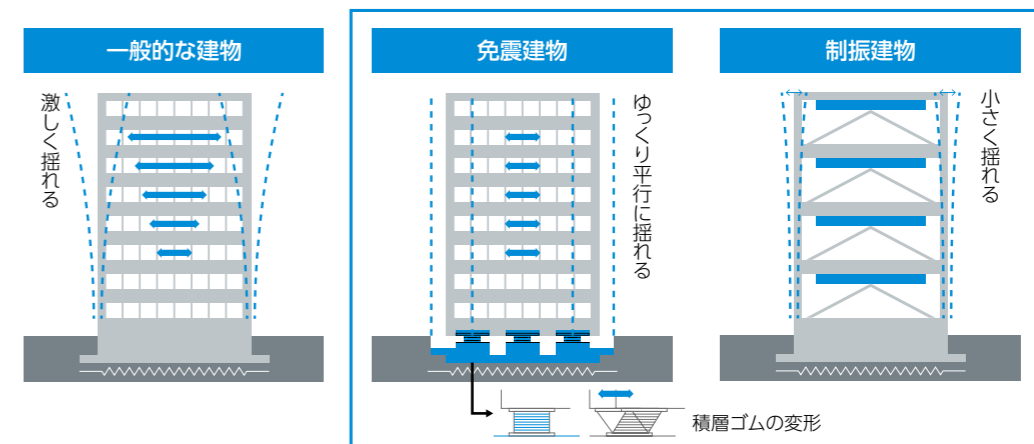 一般的な建物
激しく揺れる
免震建物
ゆっくり平行に揺れる
積層ゴムの変形
制振建物
小さく揺れる